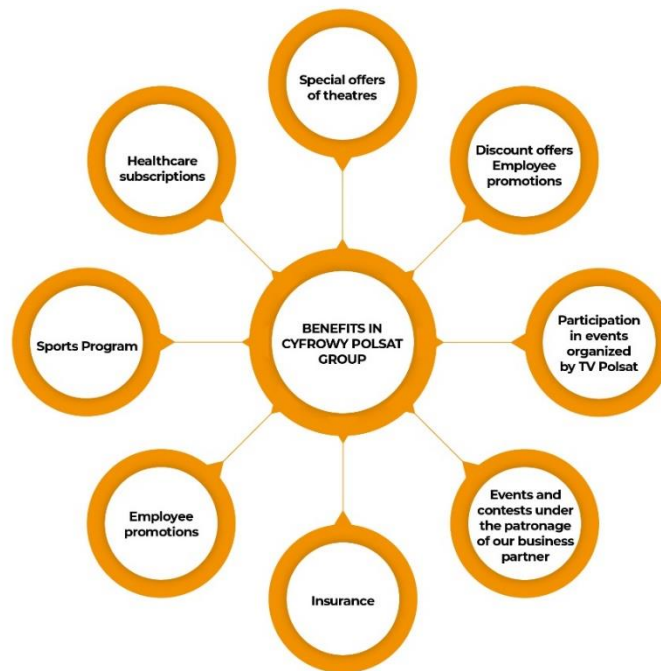 Special offers
of theatres
Healthcare
subscriptions
Discount offers
Employee
promotions
Sports Program
BENEFITS IN
CYFROWY POLSAT
GROUP
Participation
in events
organized
by TV Polsat
Employee
promotions
Events and
contests under
the patronage
of our business
partner
Insurance